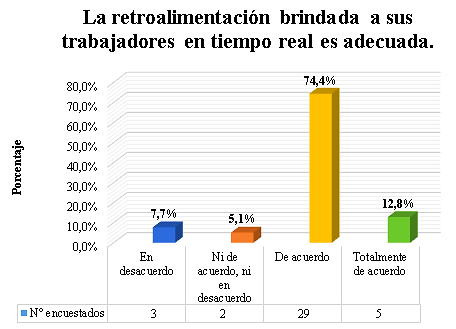 La retroalimentación brindada a sus
trabajadores en tiempo real es adecuada.
Porcentaje
80,0%
70,0%
60,0%
50,0%
40,0%
30,0%
20,0%
10,0%
0,0%
7,7%
5,1%
74,4%
12,8%
En
desacuerdo
Ni de
acuerdo, ni
en
desacuerdo
De acuerdo
Totalmente
de acuerdo
N° encuestados 3 2 29 5